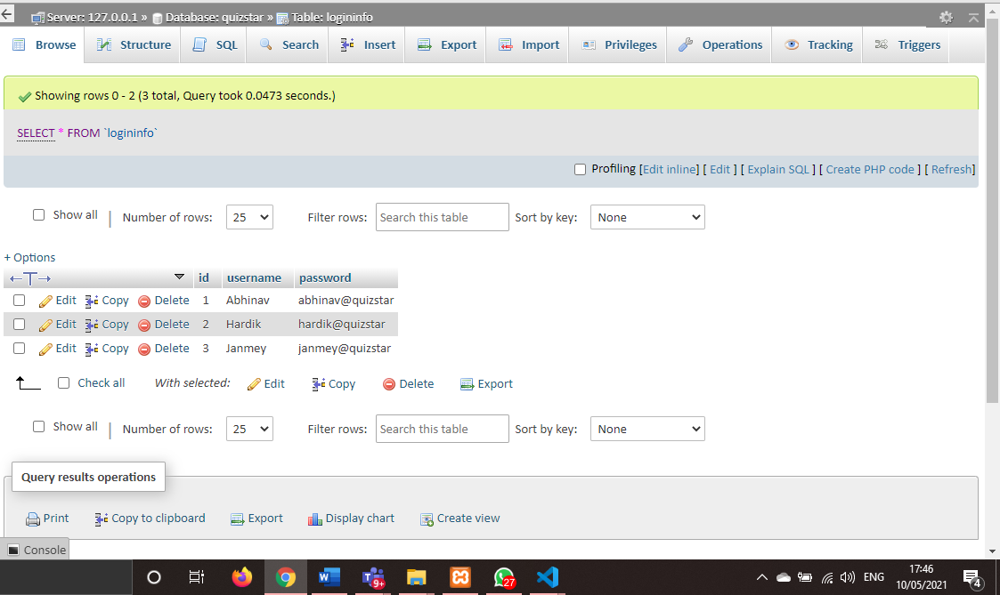 Server: 127.0.0.1 » Database: quizstar » Table: logininfo
Browse Structure SQL Search Insert Export Import Privileges Operations Tracking Triggers
Showing rows 0 - 2 (3 total, Query took 0.0473 seconds.)
SELECT * FROM `logininfo`
Profiling [Edit inline] [ Edit ] [ Explain SQL ] [ Create PHP code ] [ Refresh]
Show all | Number of rows: 25 Filter rows: Search this table Sort by key: None
+ Options
←T→ id username password
Edit Copy Delete 1 Abhinav abhinav@quizstar
Edit Copy Delete 2 Hardik hardik@quizstar
Edit Copy Delete 3 Janmey janmey@quizstar
Check all With selected: Edit Copy Delete Export
Show all | Number of rows: 25 Filter rows: Search this table Sort by key: None
Query results operations
Print Copy to clipboard Export Display chart Create view
Console
9+ 27 ENG 17:46
10/05/2021 4